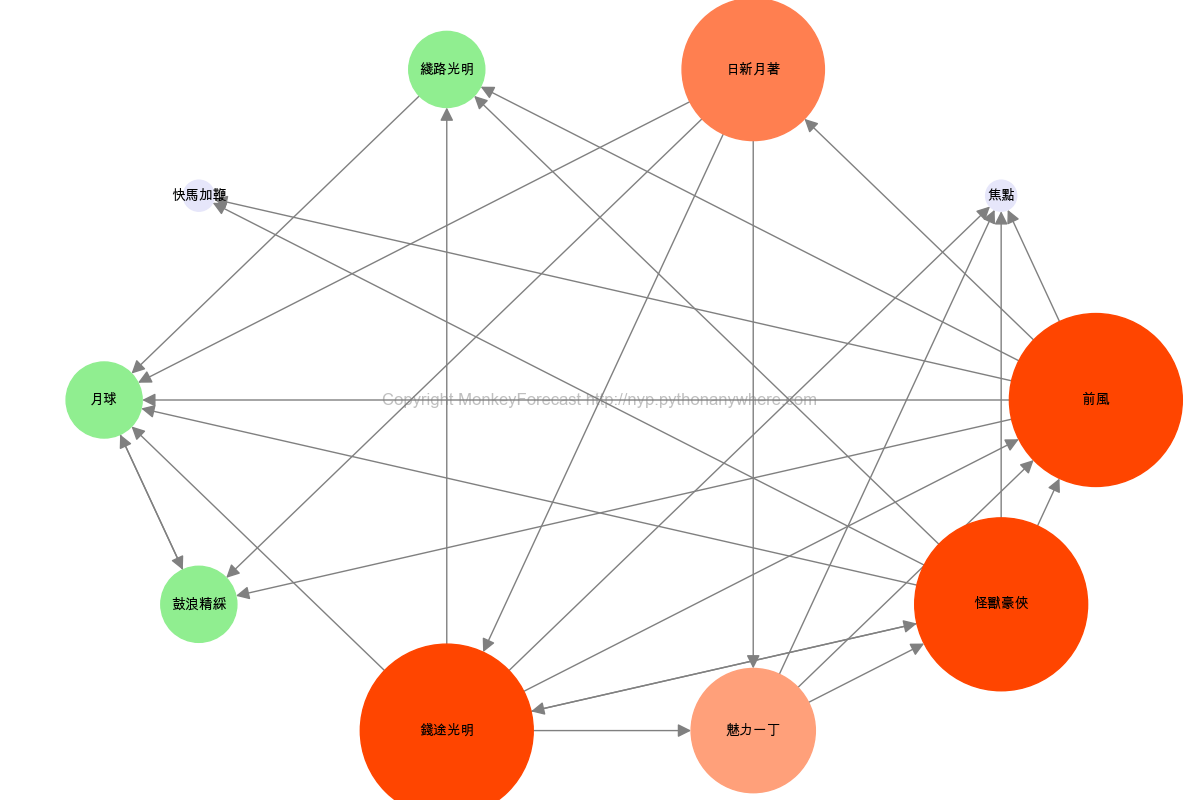 綫路光明
日新月著
快馬加鞭
焦點
月球
Copyright MonkeyForecast http://nyp.pythonanywhere.com
前風
鼓浪精綵
怪獸豪俠
錢途光明
魅力一丁